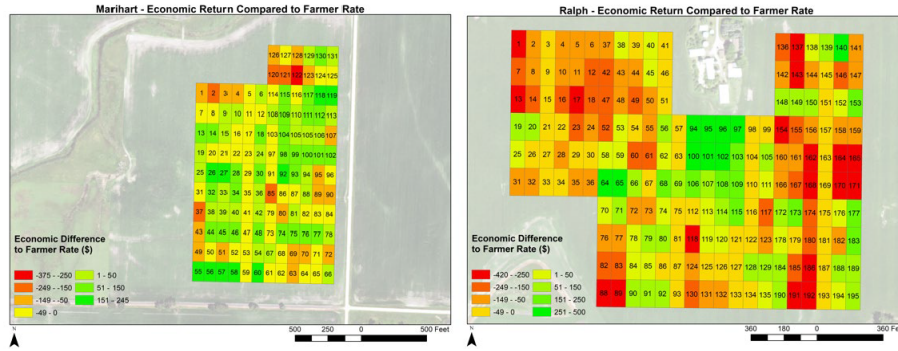 Marihart - Economic Return Compared to Farmer Rate
126 127 128 129 130 131
120 121 123 124 125
1 2 3 4 5 6 114 115 116 117 118 119
7 8 9 10 11 12 108 109 110 111 112 113
13 14 15 16 17 18 103 104 105 105 106 107
19 20 21 22 23 24 97 98 99 100 101 102
25 26 27 28 29 30 91 92 93 94 95 96
31 32 33 34 35 36 85 86 87 88 89 90
37 38 39 40 41 42 79 80 81 82 83 84
43 44 45 46 47 48 73 74 75 76 77 78
49 50 51 52 53 54 67 68 69 70 71 72
55 56 57 58 59 60 61 62 63 64 65 66
Economic Difference
to Farmer Rate ($)
-375 - -250 1 - 50
-249 - -150 51 - 150
-149 - -50 151 - 245
-49 - 0
N
500 250 0 500 Feet
Ralph - Economic Return Compared to Farmer Rate
1 2 3 4 5 6 37 38 39 40 41 136 137 138 139 140 141
7 8 9 10 11 12 42 43 44 45 46 142 143 144 145 146 147
13 14 15 16 17 18 47 48 49 50 51 148 149 150 151 152 153
19 20 21 22 23 24 52 53 54 55 56 57 94 95 96 97 98 99 154 155 156 157 158 159
25 26 27 28 29 30 58 59 60 61 62 63 100 101 102 103 104 105 160 161 162 163 164 165
31 32 33 34 35 36 64 65 66 67 68 69 106 107 108 109 110 111 166 167 168 169 170 171
70 71 72 73 74 75 112 113 114 115 116 117 172 173 174 175 176 177
76 77 78 79 80 81 118 119 120 121 122 123 178 179 180 181 182 183
82 83 84 85 86 87 124 125 126 127 128 129 184 185 186 187 188 189
88 89 90 91 92 93 130 131 132 133 134 135 190 191 192 193 194 195
Economic Difference
to Farmer Rate ($)
-420 - -250 1 - 50
-249 - -150 51 - 150
-149 - -50 151 - 250
-49 - 0 251 - 500
N
360 180 0 360 Fe